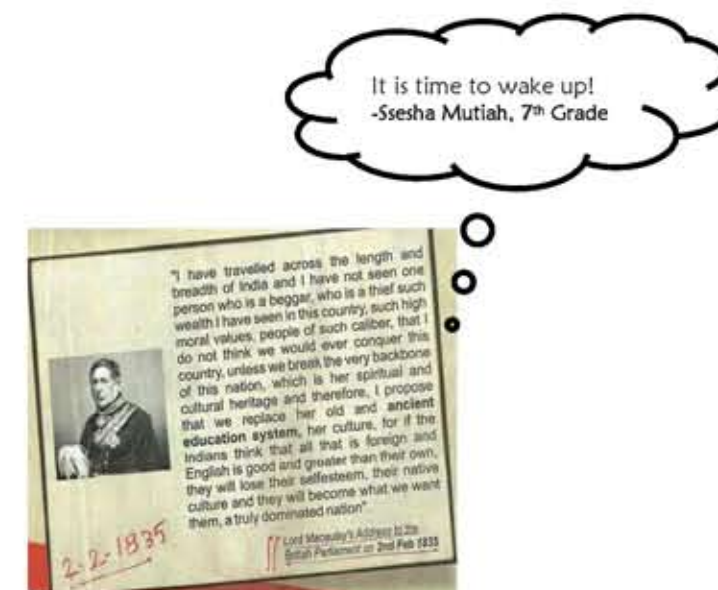 It is time to wake up!
-Ssesha Mutiah, 7th Grade
"I have travelled across the length and
breadth of India and I have not seen one
person who is a beggar, who is a thief such
wealth I have seen in this country, such high
moral values, people of such caliber, that I
do not think we would ever conquer this
country, unless we break the very backbone
of this nation, which is her spiritual and
cultural heritage and therefore, I propose
that we replace her old and ancient
education system, her culture, for if the
Indians think that all that is foreign and
English is good and greater than their own,
they will lose their selfesteem, their native
culture and they will become what we want
them, a truly dominated nation"
2-2-1835
Lord Macaulay's Address to the
British Parliament on 2nd Feb 1835